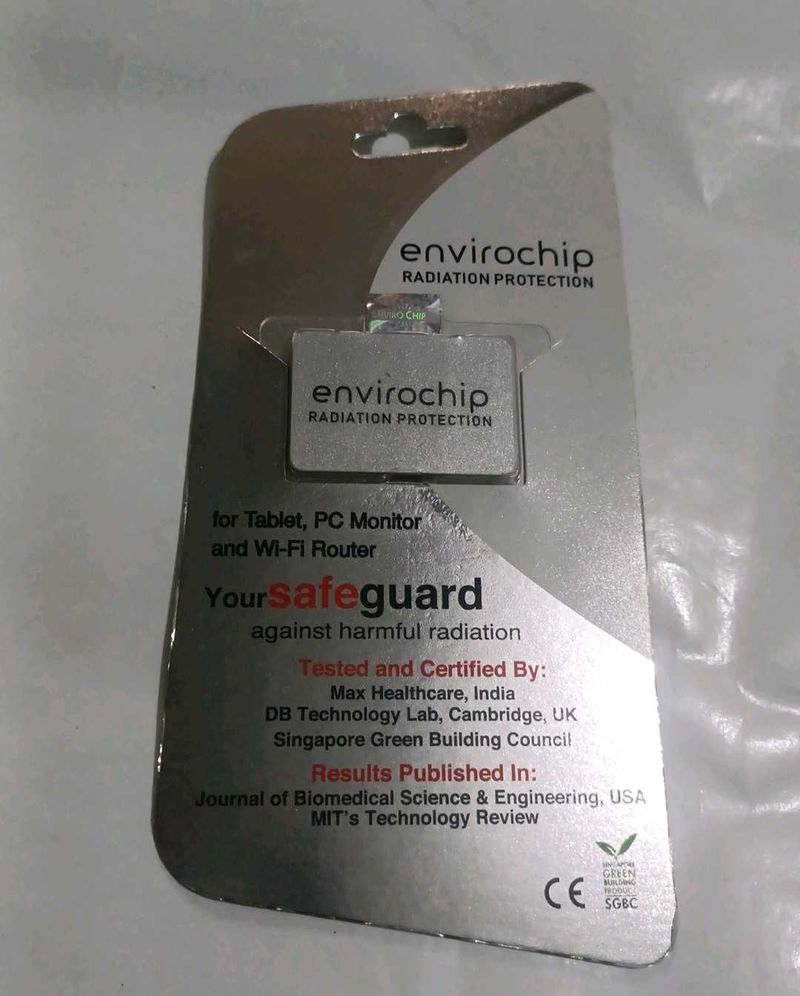 envirochip
RADIATION PROTECTION
ENVIRO CHIP
envirochip
RADIATION PROTECTION
for Tablet, PC Monitor
and Wi-Fi Router
Your safeguard
against harmful radiation
Tested and Certified By:
Max Healthcare, India
DB Technology Lab, Cambridge, UK
Singapore Green Building Council
Results Published In:
Journal of Biomedical Science & Engineering, USA
MIT's Technology Review
CE
SINGAPORE
GREEN
BUILDING
PRODUCT
SGBC